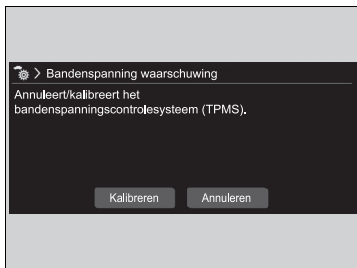 > Bandenspanning waarschuwing
Annuleert/kalibreert het
bandenspanningscontrolesysteem (TPMS).
Kalibreren Annuleren